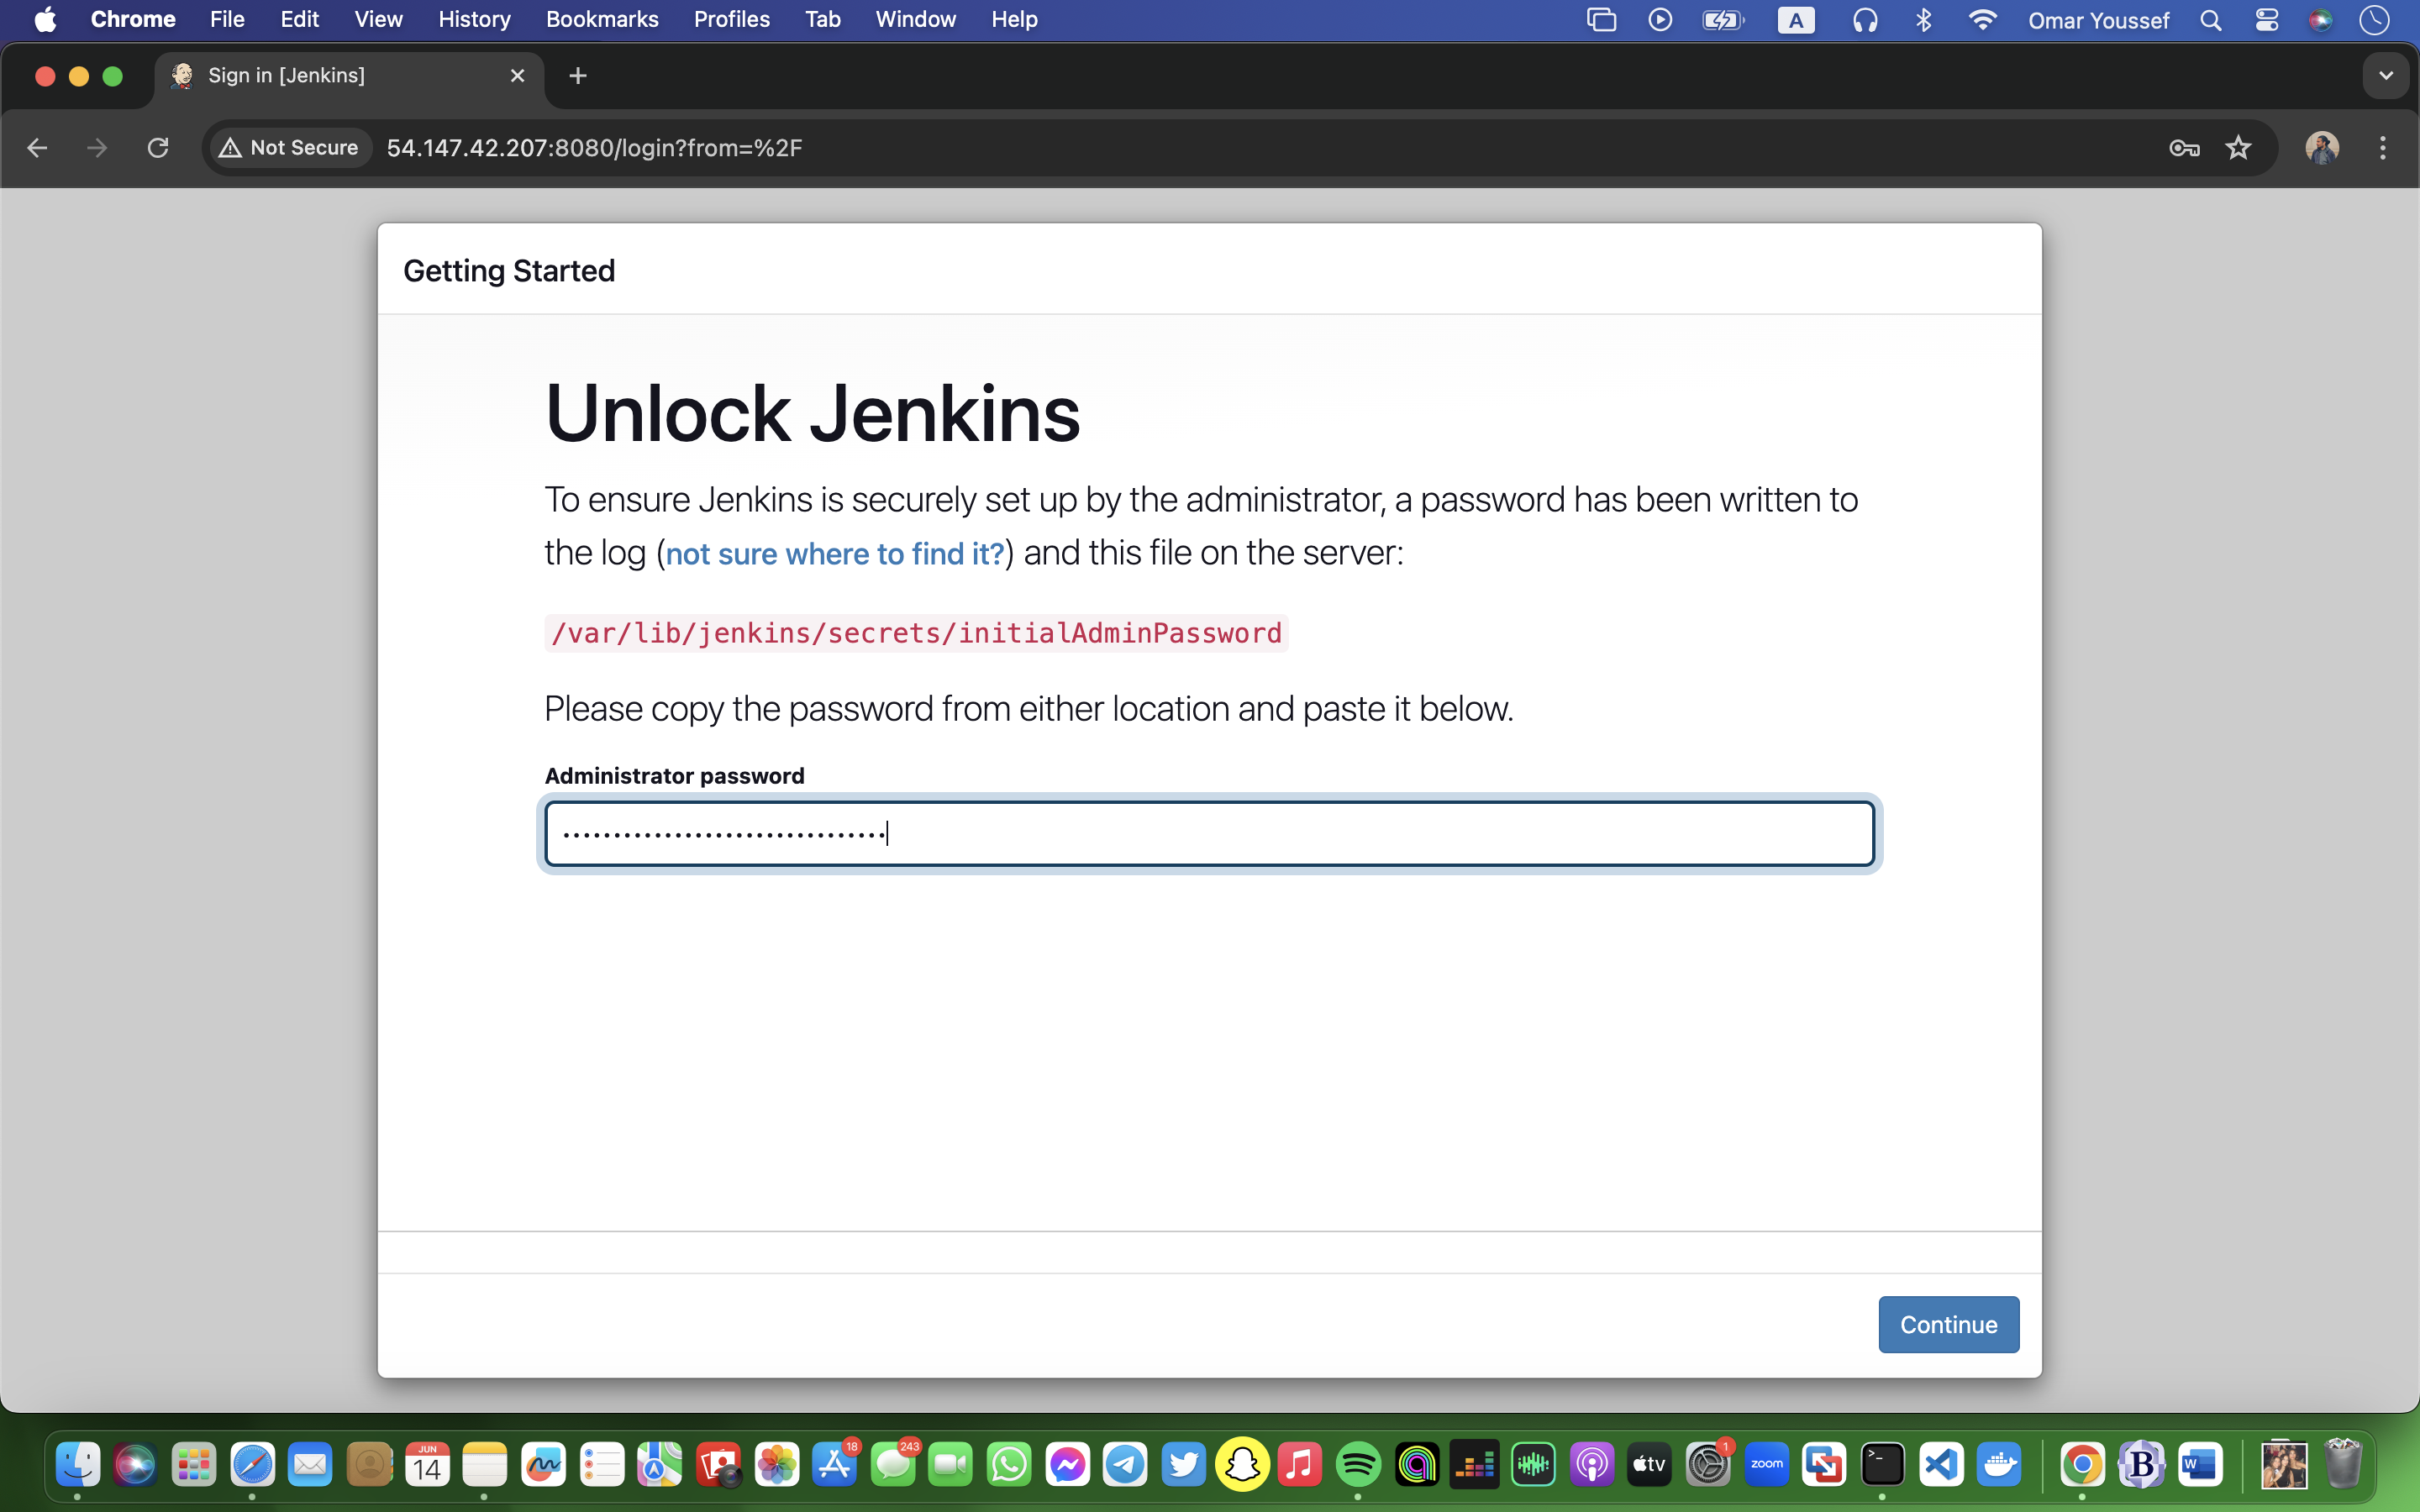 Chrome File Edit View History Bookmarks Profiles Tab Window Help A Omar Youssef
Sign in [Jenkins]
Not Secure 54.147.42.207:8080/login?from=%2F
Getting Started
Unlock Jenkins
To ensure Jenkins is securely set up by the administrator, a password has been written to
the log (not sure where to find it?) and this file on the server:
/var/lib/jenkins/secrets/initialAdminPassword
Please copy the password from either location and paste it below.
Administrator password
••••••••••••••••••••••••••••••••
Continue
JUN 18 243 1
14 tv zoom >_ B W